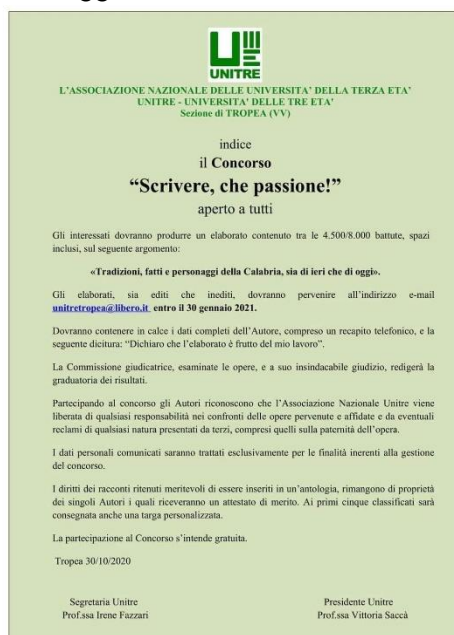 UNITRE
L'ASSOCIAZIONE NAZIONALE DELLE UNIVERSITA' DELLA TERZA ETA'
UNITRE - UNIVERSITA' DELLE TRE ETA'
Sezione di TROPEA (VV)
indice
il Concorso
“Scrivere, che passione!”
aperto a tutti
Gli interessati dovranno produrre un elaborato contenuto tra le 4.500/8.000 battute, spazi
inclusi, sul seguente argomento:
«Tradizioni, fatti e personaggi della Calabria, sia di ieri che di oggi».
Gli elaborati, sia editi che inediti, dovranno pervenire all'indirizzo e-mail
unitretropea@libero.it entro il 30 gennaio 2021.
Dovranno contenere in calce i dati completi dell'Autore, compreso un recapito telefonico, e la
seguente dicitura: “Dichiaro che l'elaborato è frutto del mio lavoro”.
La Commissione giudicatrice, esaminate le opere, e a suo insindacabile giudizio, redigerà la
graduatoria dei risultati.
Partecipando al concorso gli Autori riconoscono che l'Associazione Nazionale Unitre viene
liberata di qualsiasi responsabilità nei confronti delle opere pervenute e affidate e da eventuali
reclami di qualsiasi natura presentati da terzi, compresi quelli sulla paternità dell'opera.
I dati personali comunicati saranno trattati esclusivamente per le finalità inerenti alla gestione
del concorso.
I diritti dei racconti ritenuti meritevoli di essere inseriti in un'antologia, rimangono di proprietà
dei singoli Autori i quali riceveranno un attestato di merito. Ai primi cinque classificati sarà
consegnata anche una targa personalizzata.
La partecipazione al Concorso s'intende gratuita.
Tropea 30/10/2020
Segretaria Unitre Presidente Unitre
Prof.ssa Irene Fazzari Prof.ssa Vittoria Saccà